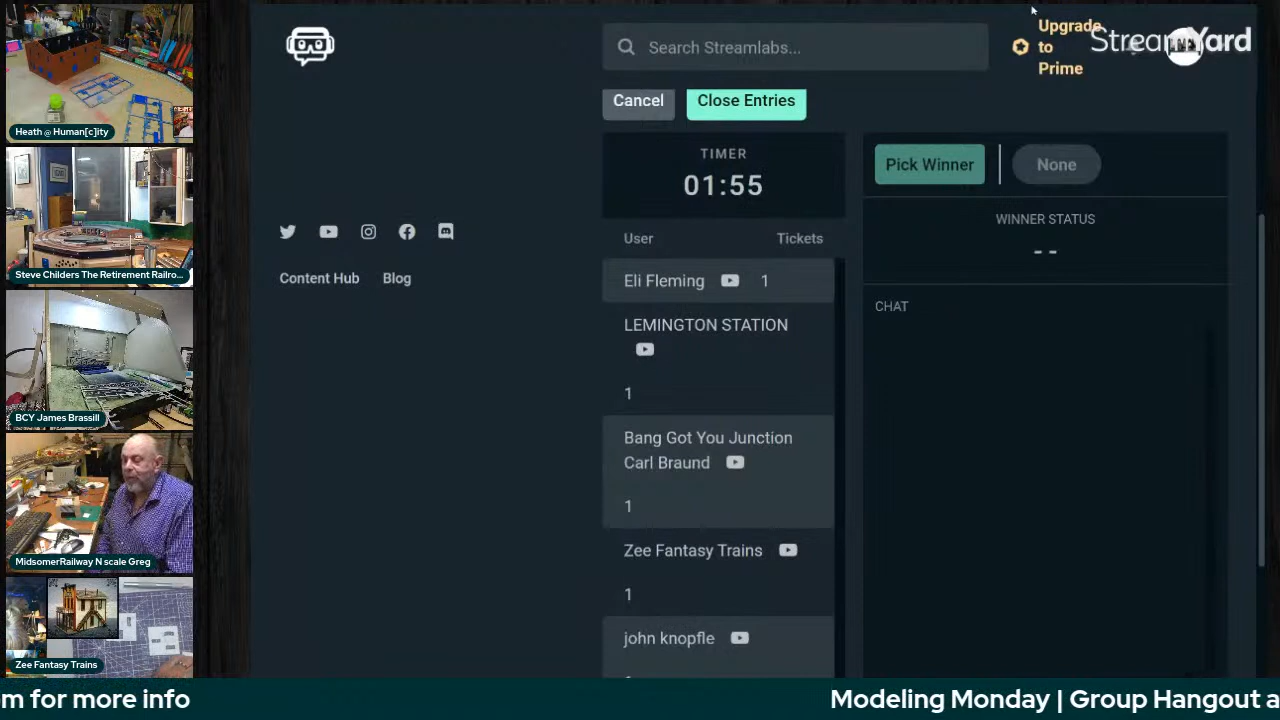 Heath @ Human[c]ity
Steve Childers The Retirement Railro...
BCY James Brassill
MidsomerRailway N scale Greg
Zee Fantasy Trains
Search Streamlabs...
Upgrade
to
Prime
StreamYard
Cancel
Close Entries
TIMER
01:55
User Tickets
Eli Fleming 1
LEMINGTON STATION
1
Bang Got You Junction
Carl Braund
1
Zee Fantasy Trains
1
john knopfle
Pick Winner
None
WINNER STATUS
--
CHAT
Content Hub Blog
om for more info
Modeling Monday | Group Hangout a